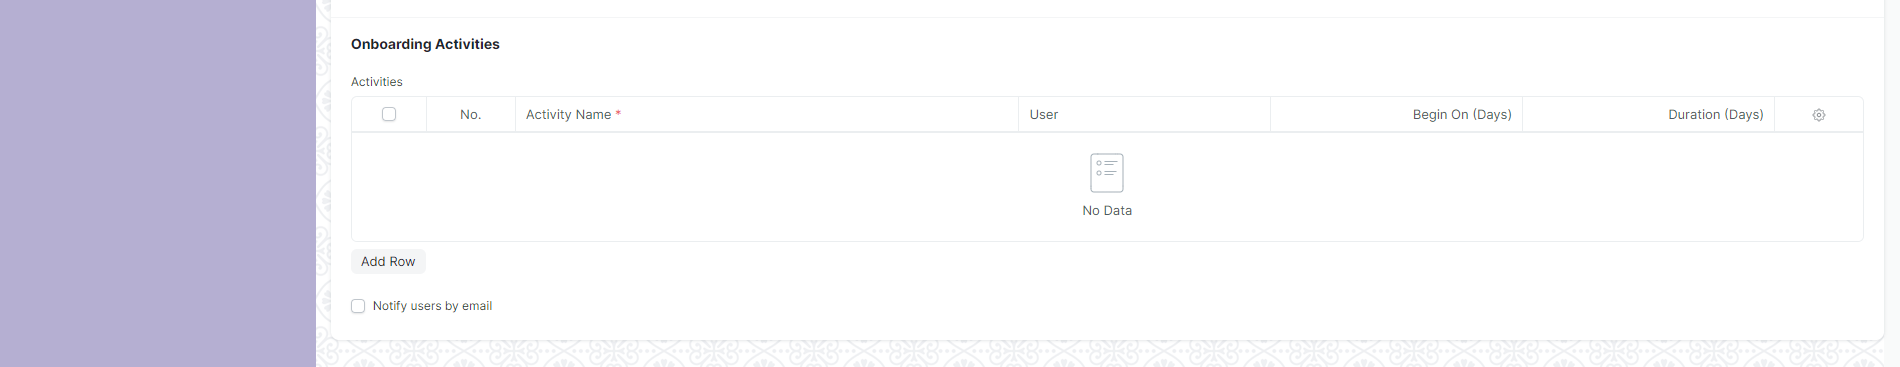 Onboarding Activities
Activities
No. Activity Name * User Begin On (Days) Duration (Days)
No Data
Add Row
Notify users by email